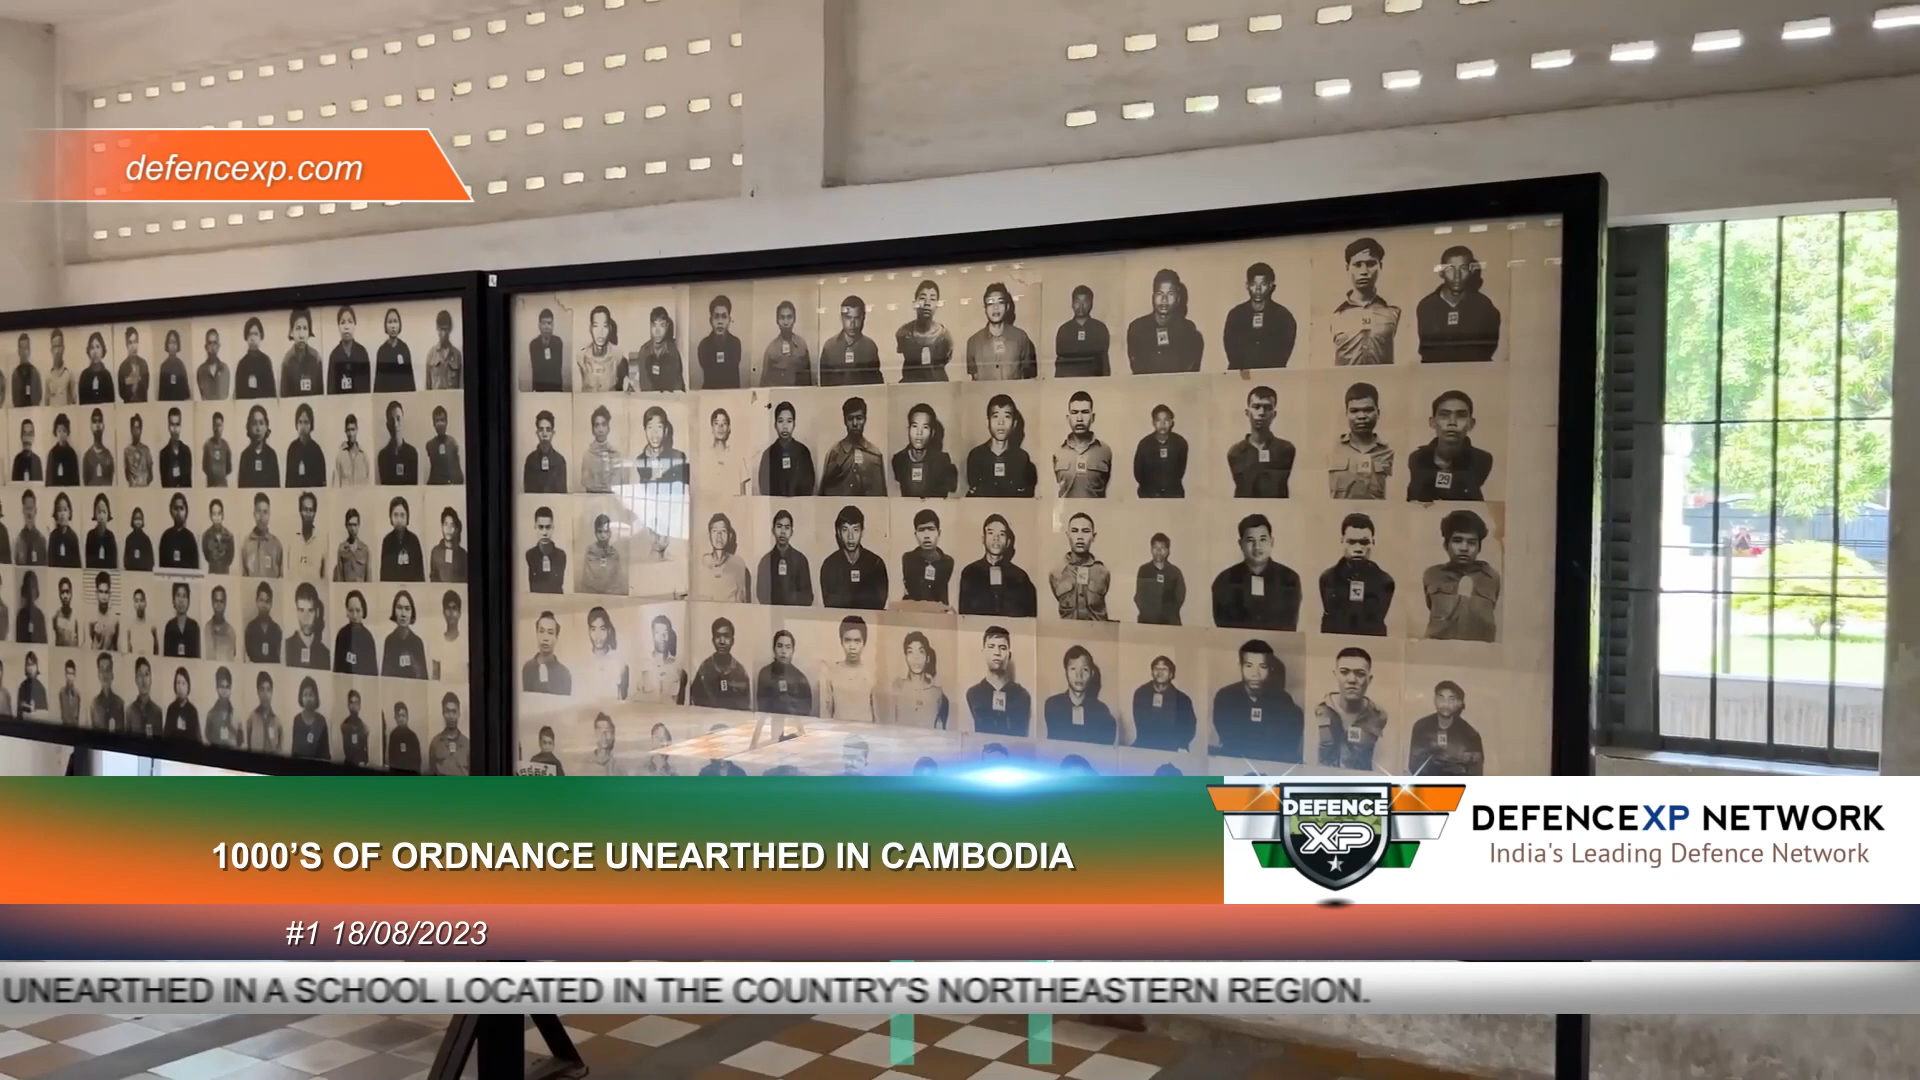 defencexp.com
1000’S OF ORDNANCE UNEARTHED IN CAMBODIA
DEFENCE
XP
DEFENCEXP NETWORK
India's Leading Defence Network
#1 18/08/2023
UNEARTHED IN A SCHOOL LOCATED IN THE COUNTRY'S NORTHEASTERN REGION.